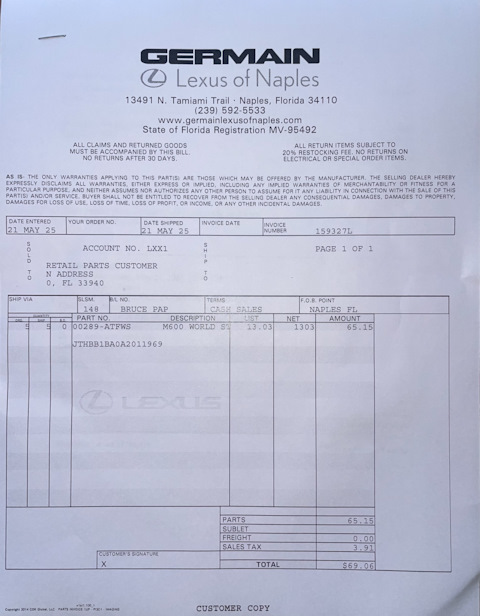 GERMAIN
Lexus of Naples
13491 N. Tamiami Trail · Naples, Florida 34110
(239) 592-5533
www.germainlexusofnaples.com
State of Florida Registration MV-95492
ALL CLAIMS AND RETURNED GOODS
MUST BE ACCOMPANIED BY THIS BILL.
NO RETURNS AFTER 30 DAYS.
ALL RETURN ITEMS SUBJECT TO
20% RESTOCKING FEE. NO RETURNS ON
ELECTRICAL OR SPECIAL ORDER ITEMS.
AS IS: THE ONLY WARRANTIES APPLYING TO THIS PART(S) ARE THOSE WHICH MAY BE OFFERED BY THE MANUFACTURER. THE SELLING DEALER HEREBY
EXPRESSLY DISCLAIMS ALL WARRANTIES, EITHER EXPRESS OR IMPLIED, INCLUDING ANY IMPLIED WARRANTIES OF MERCHANTABILITY OR FITNESS FOR A
PARTICULAR PURPOSE, AND NEITHER ASSUMES NOR AUTHORIZES ANY OTHER PERSON TO ASSUME FOR IT ANY LIABILITY IN CONNECTION WITH THE SALE OF THIS
PART(S) AND/OR SERVICE. BUYER SHALL NOT BE ENTITLED TO RECOVER FROM THE SELLING DEALER ANY CONSEQUENTIAL DAMAGES, DAMAGES TO PROPERTY,
DAMAGES FOR LOSS OF USE, LOSS OF TIME, LOSS OF PROFIT, OR INCOME, OR ANY OTHER INCIDENTAL DAMAGES.
DATE ENTERED YOUR ORDER NO. DATE SHIPPED INVOICE DATE INVOICE NUMBER
21 MAY 25 21 MAY 25 159327L
SOLD TO SHIP TO
ACCOUNT NO. LXX1 PAGE 1 OF 1
RETAIL PARTS CUSTOMER
N ADDRESS
0, FL 33940
SHIP VIA SLSM. B/L NO. TERMS F.O.B. POINT
148 BRUCE PAP CASH SALES NAPLES FL
QUANTITY PART NO. DESCRIPTION LIST NET AMOUNT
ORD. SHIP B.O.
5 5 0 00289-ATFWS M600 WORLD ST 13.03 1303 65.15
JTHBB1BA0A2011969
LEXUS
PARTS 65.15
SUBLET
FREIGHT 0.00
SALES TAX 3.91
CUSTOMER'S SIGNATURE
X
TOTAL $69.06
CUSTOMER COPY